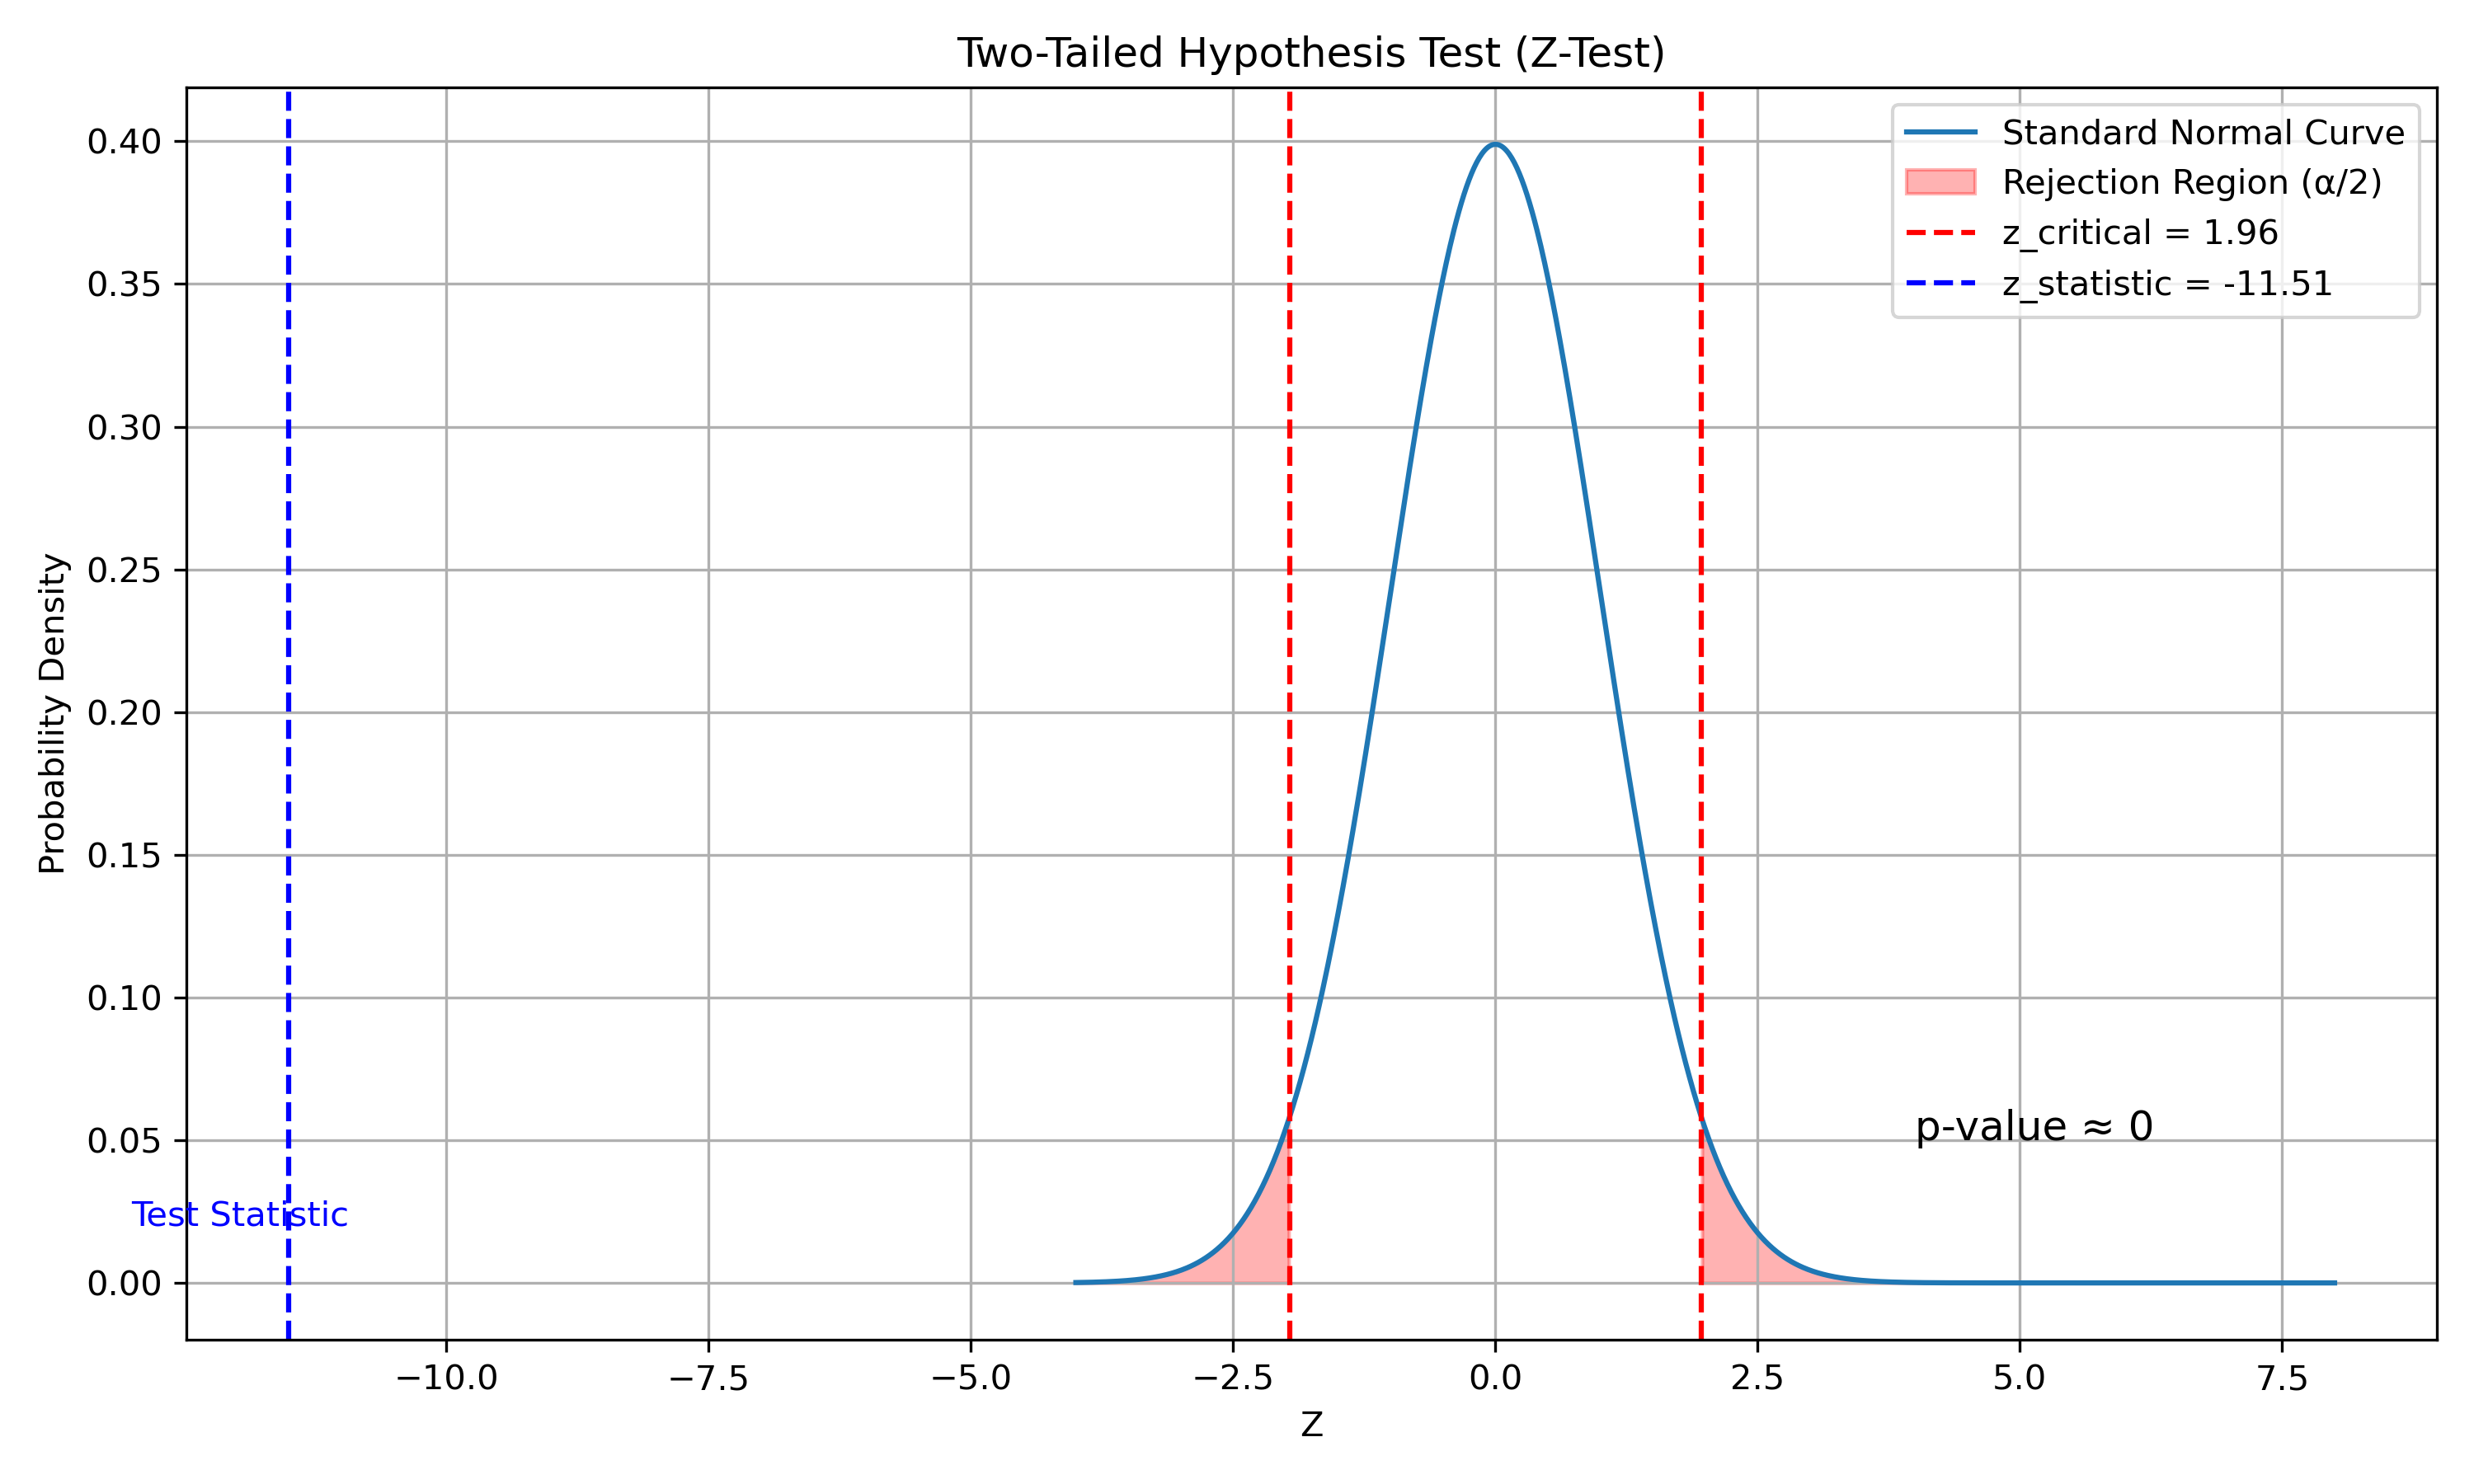 Two-Tailed Hypothesis Test (Z-Test)
Standard Normal Curve
Rejection Region (α/2)
z_critical = 1.96
z_statistic = -11.51
0.40
0.35
0.30
0.25
0.20
0.15
0.10
0.05
0.00
Probability Density
p-value ≈ 0
Test Statistic
−10.0
−7.5
−5.0
−2.5
0.0
2.5
5.0
7.5
Z